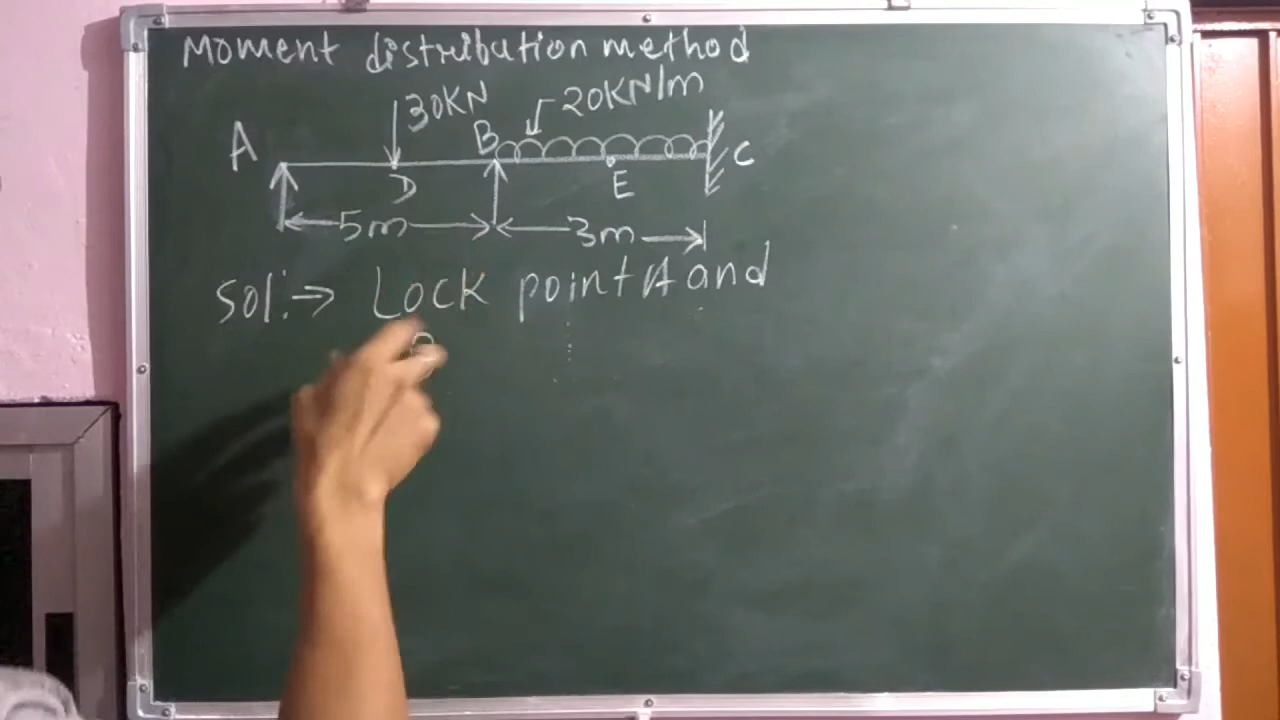 Moment distribution method
30KN
20KN/m
A
B
C
D
E
5m
3m
Sol:→ Lock point A and